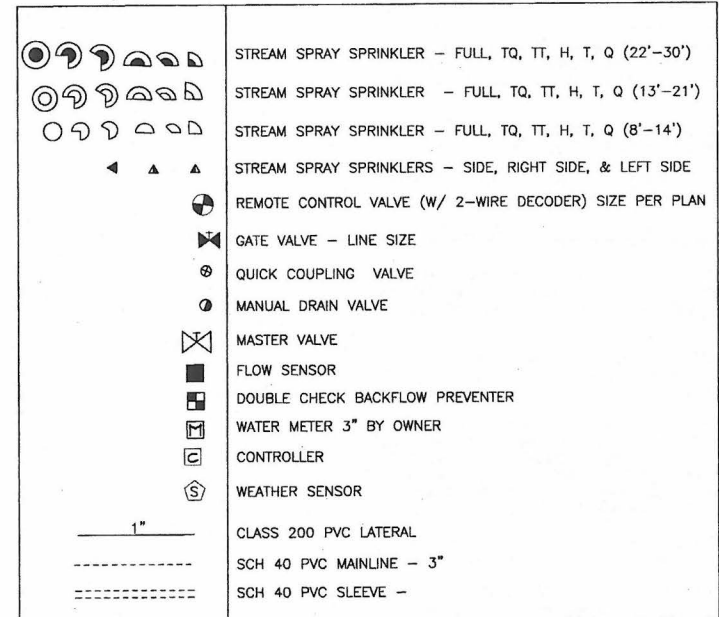 STREAM SPRAY SPRINKLER – FULL, TQ, TT, H, T, Q (22'–30')
STREAM SPRAY SPRINKLER – FULL, TQ, TT, H, T, Q (13'–21')
STREAM SPRAY SPRINKLER – FULL, TQ, TT, H, T, Q (8'–14')
STREAM SPRAY SPRINKLERS – SIDE, RIGHT SIDE, & LEFT SIDE
REMOTE CONTROL VALVE (W/ 2–WIRE DECODER) SIZE PER PLAN
GATE VALVE – LINE SIZE
QUICK COUPLING VALVE
MANUAL DRAIN VALVE
MASTER VALVE
FLOW SENSOR
DOUBLE CHECK BACKFLOW PREVENTER
M WATER METER 3" BY OWNER
C CONTROLLER
S WEATHER SENSOR
1" CLASS 200 PVC LATERAL
SCH 40 PVC MAINLINE – 3"
SCH 40 PVC SLEEVE –